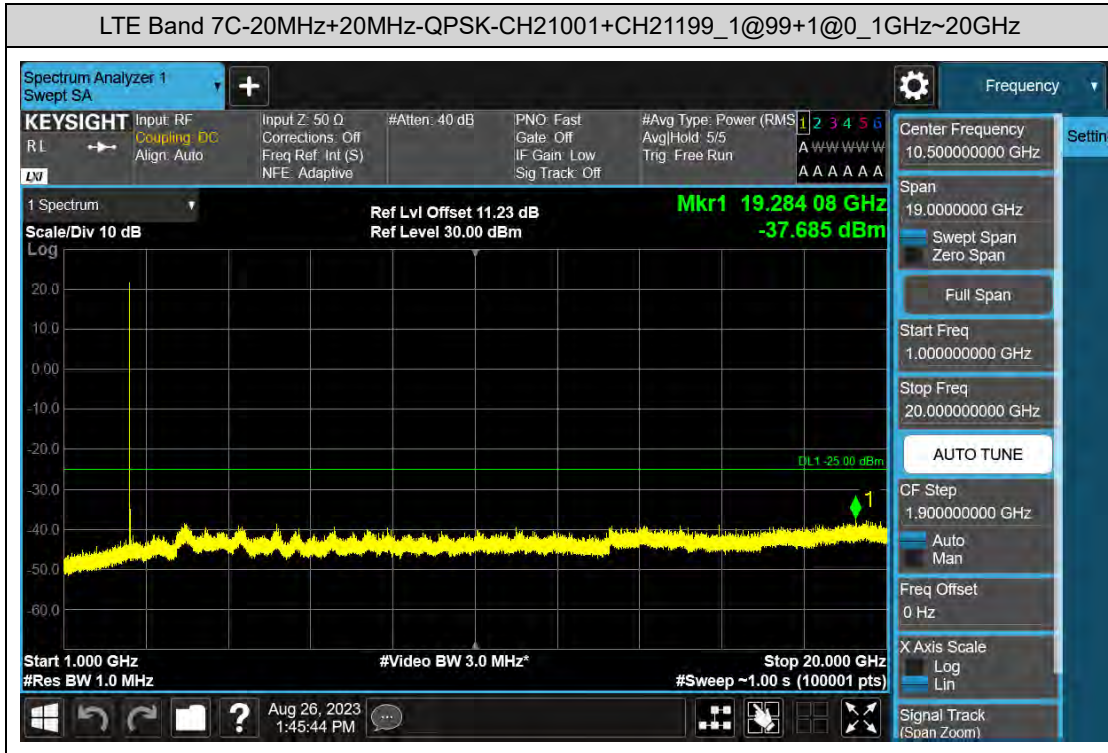 LTE Band 7C-20MHz+20MHz-QPSK-CH21001+CH21199_1@99+1@0_1GHz~20GHz
Spectrum Analyzer 1
Swept SA
Frequency
KEYSIGHT
RL
LXI
Input: RF
Coupling: DC
Align: Auto
Input Z: 50 Ω
Corrections: Off
Freq Ref: Int (S)
NFE: Adaptive
#Atten: 40 dB
PNO: Fast
Gate: Off
IF Gain: Low
Sig Track: Off
#Avg Type: Power (RMS
Avg|Hold: 5/5
Trig: Free Run
1 2 3 4 5 6
A W W W W W
A A A A A A
1 Spectrum
Scale/Div 10 dB
Ref Lvl Offset 11.23 dB
Ref Level 30.00 dBm
Mkr1 19.284 08 GHz
-37.685 dBm
Log
20.0
10.0
0.00
-10.0
-20.0
-30.0
-40.0
-50.0
-60.0
DL1 -25.00 dBm
1
Start 1.000 GHz
#Res BW 1.0 MHz
#Video BW 3.0 MHz*
Stop 20.000 GHz
#Sweep ~1.00 s (100001 pts)
Center Frequency
10.500000000 GHz
Settin
Span
19.0000000 GHz
Swept Span
Zero Span
Full Span
Start Freq
1.000000000 GHz
Stop Freq
20.000000000 GHz
AUTO TUNE
CF Step
1.900000000 GHz
Auto
Man
Freq Offset
0 Hz
X Axis Scale
Log
Lin
Signal Track
(Span Zoom)
?
Aug 26, 2023
1:45:44 PM